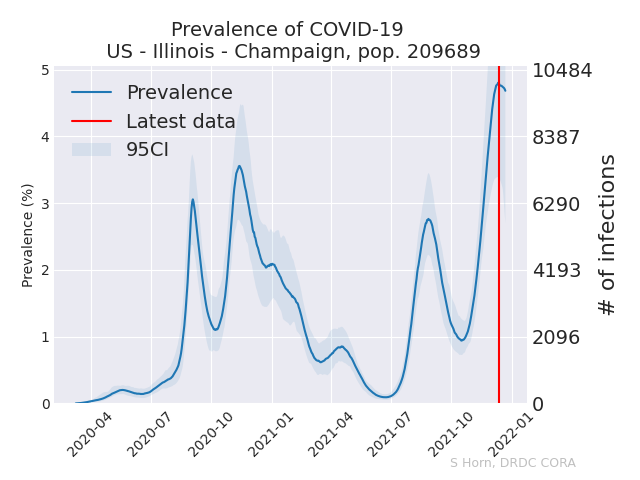 Prevalence of COVID-19
US - Illinois - Champaign, pop. 209689
Prevalence
Latest data
95CI
Prevalence (%)
5
4
3
2
1
0
10484
8387
6290
4193
2096
0
# of infections
2020-04
2020-07
2020-10
2021-01
2021-04
2021-07
2021-10
2022-01
S Horn, DRDC CORA